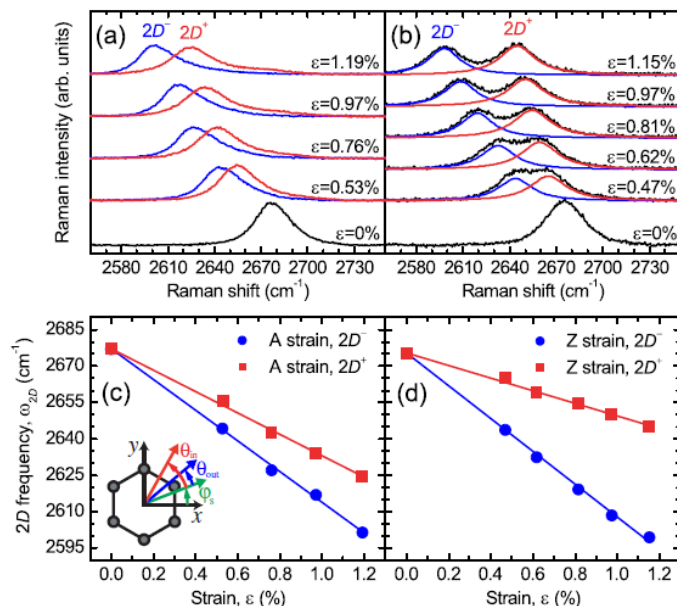 (a)
2D⁻
2D⁺
ε=1.19%
ε=0.97%
ε=0.76%
ε=0.53%
ε=0%
2580 2610 2640 2670 2700 2730
Raman shift (cm⁻¹)
Raman intensity (arb. units)
(b)
2D⁻
2D⁺
ε=1.15%
ε=0.97%
ε=0.81%
ε=0.62%
ε=0.47%
ε=0%
2580 2610 2640 2670 2700 2730
Raman shift (cm⁻¹)
2685
2670
2655
2640
2625
2610
2595
2D frequency, ω₂D (cm⁻¹)
A strain, 2D⁻
A strain, 2D⁺
(c)
y
θin
θout
φs
x
0.0 0.2 0.4 0.6 0.8 1.0 1.2
Strain, ε (%)
Z strain, 2D⁻
Z strain, 2D⁺
(d)
0.0 0.2 0.4 0.6 0.8 1.0 1.2
Strain, ε (%)